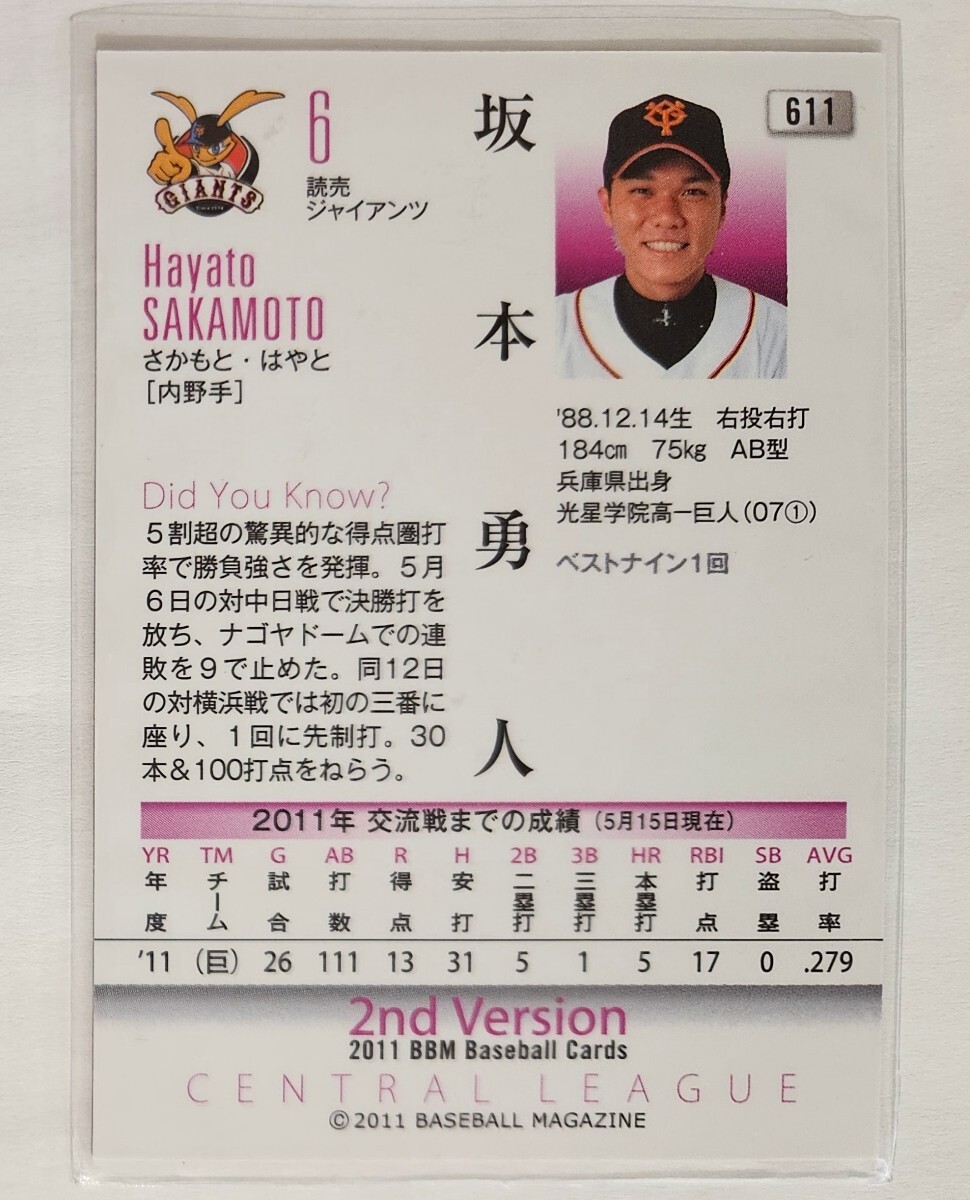 GIANTS
6
読売
ジャイアンツ
Hayato
SAKAMOTO
さかもと・はやと
[内野手]
坂本勇人
611
'88.12.14生 右投右打
184cm 75kg AB型
兵庫県出身
光星学院高ー巨人(07①)
ベストナイン1回
Did You Know?
5割超の驚異的な得点圏打
率で勝負強さを発揮。5月
6日の対中日戦で決勝打を
放ち、ナゴヤドームでの連
敗を9で止めた。同12日
の対横浜戦では初の三番に
座り、1回に先制打。30
本&100打点をねらう。
2011年 交流戦までの成績 (5月15日現在)
YR TM G AB R H 2B 3B HR RBI SB AVG
年度 チーム 試合 打数 得点 安打 二塁打 三塁打 本塁打 打点 盗塁 打率
'11 (巨) 26 111 13 31 5 1 5 17 0 .279
2nd Version
2011 BBM Baseball Cards
CENTRAL LEAGUE
©2011 BASEBALL MAGAZINE